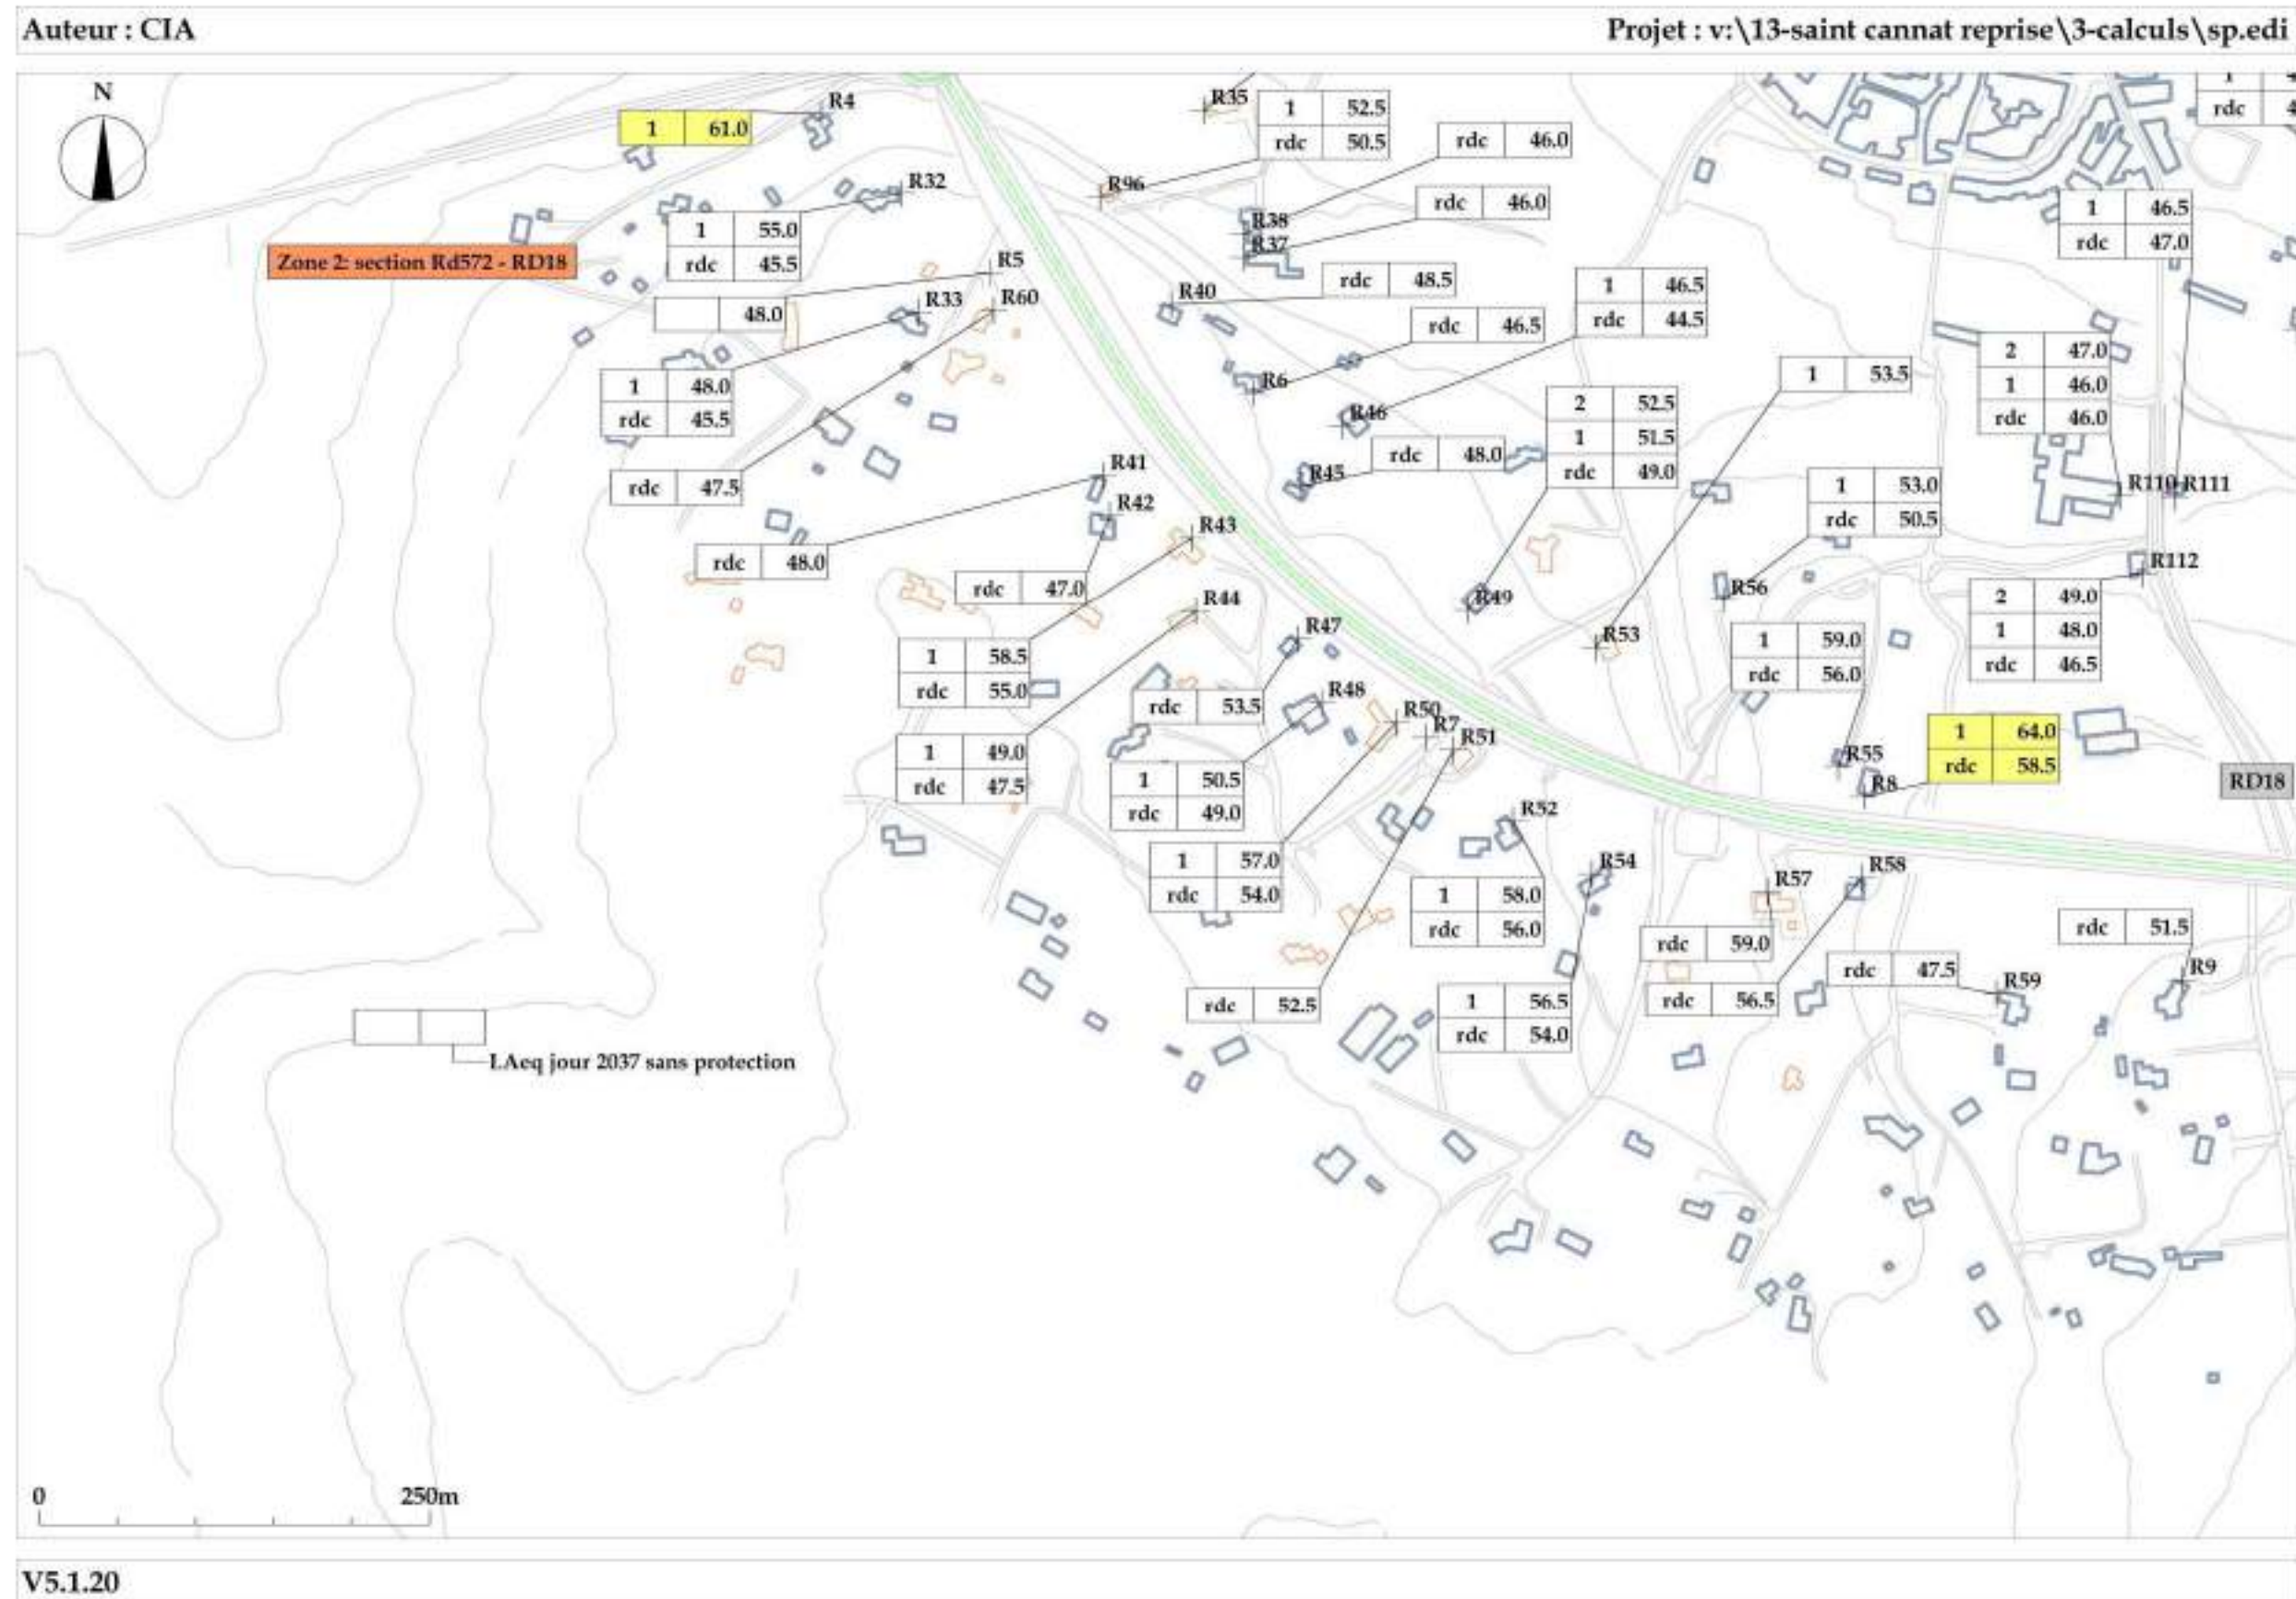 Auteur : CIA
Projet : v:\13-saint cannat reprise\3-calculs\sp.edi
N
R4
1 61.0
R35
1 52.5
rdc 50.5
rdc 46.0
1
rdc
R32
R96
1 55.0
rdc 45.5
R38
R37
rdc 46.0
1 46.5
rdc 47.0
Zone 2: section Rd572 - RD18
R5
48.0
R33
R60
R40
rdc 48.5
1 46.5
rdc 44.5
rdc 46.5
1 48.0
rdc 45.5
R6
R46
1 53.5
2 47.0
1 46.0
rdc 46.0
2 52.5
1 51.5
rdc 49.0
rdc 47.5
R41
R42
R45
rdc 48.0
1 53.0
rdc 50.5
R110
R111
R43
rdc 48.0
rdc 47.0
R112
R44
R49
R56
2 49.0
1 48.0
rdc 46.5
R47
R53
1 59.0
rdc 56.0
1 58.5
rdc 55.0
rdc 53.5
R48
R50
R7
R51
1 64.0
rdc 58.5
1 49.0
rdc 47.5
1 50.5
rdc 49.0
R55
R8
RD18
R52
1 57.0
rdc 54.0
1 58.0
rdc 56.0
R54
R57
R58
rdc 59.0
rdc 51.5
rdc 47.5
R59
R9
rdc 52.5
1 56.5
rdc 54.0
rdc 56.5
LAeq jour 2037 sans protection
0 250m
V5.1.20